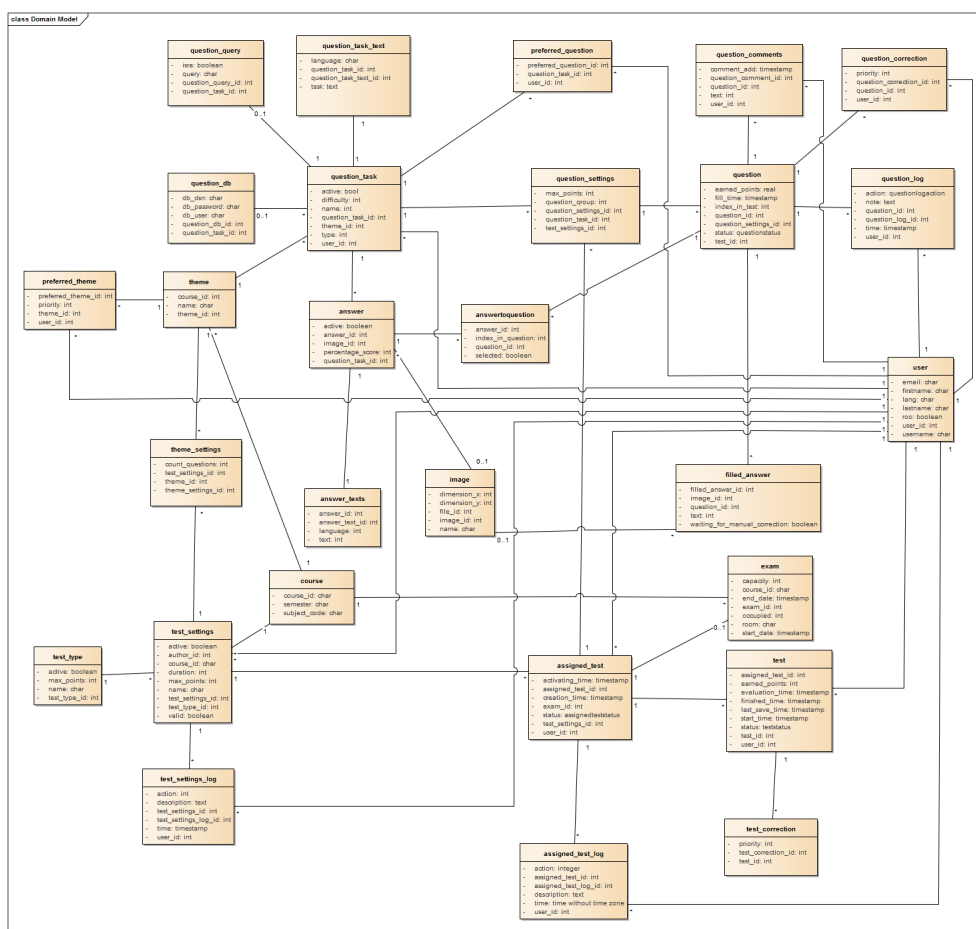 class Domain Model
question_query
- isra: boolean
- query: char
- question_query_id: int
- question_task_id: int
question_task_text
- language: char
- question_task_id: int
- question_task_text_id: int
- task: text
preferred_question
- preferred_question_id: int
- question_task_id: int
- user_id: int
question_comments
- comment_add: timestamp
- question_comment_id: int
- question_id: int
- text: int
- user_id: int
question_correction
- priority: int
- question_correction_id: int
- question_id: int
- user_id: int
question_db
- db_dsn: char
- db_password: char
- db_user: char
- question_db_id: int
- question_task_id: int
question_task
- active: bool
- difficulty: int
- name: int
- question_task_id: int
- theme_id: int
- type: int
- user_id: int
question_settings
- max_points: int
- question_group: int
- question_settings_id: int
- question_task_id: int
- test_settings_id: int
question
- earned_points: real
- fill_time: timestamp
- index_in_test: int
- question_id: int
- question_settings_id: int
- status: questionstatus
- test_id: int
question_log
- action: questionlogaction
- note: text
- question_id: int
- question_log_id: int
- time: timestamp
- user_id: int
preferred_theme
- preferred_theme_id: int
- priority: int
- theme_id: int
- user_id: int
theme
- course_id: int
- name: char
- theme_id: int
answer
- active: boolean
- answer_id: int
- image_id: int
- percentage_score: int
- question_task_id: int
answertoquestion
- answer_id: int
- index_in_question: int
- question_id: int
- selected: boolean
user
- email: char
- firstname: char
- lang: char
- lastname: char
- roo: boolean
- user_id: int
- username: char
theme_settings
- count_questions: int
- test_settings_id: int
- theme_id: int
- theme_settings_id: int
answer_texts
- answer_id: int
- answer_text_id: int
- language: int
- text: int
image
- dimension_x: int
- dimension_y: int
- file_id: int
- image_id: int
- name: char
filled_answer
- filled_answer_id: int
- image_id: int
- question_id: int
- text: int
- waiting_for_manual_correction: boolean
course
- course_id: char
- semester: char
- subject_code: char
exam
- capacity: int
- course_id: char
- end_date: timestamp
- exam_id: int
- occupied: int
- room: char
- start_date: timestamp
test_type
- active: boolean
- max_points: int
- name: char
- test_type_id: int
test_settings
- active: boolean
- author_id: int
- course_id: char
- duration: int
- max_points: int
- name: char
- test_settings_id: int
- test_type_id: int
- valid: boolean
assigned_test
- activating_time: timestamp
- assigned_test_id: int
- creation_time: timestamp
- exam_id: int
- status: assignedteststatus
- test_settings_id: int
- user_id: int
test
- assigned_test_id: int
- earned_points: int
- evaluation_time: timestamp
- finished_time: timestamp
- last_save_time: timestamp
- start_time: timestamp
- status: teststatus
- test_id: int
- user_id: int
test_settings_log
- action: int
- description: text
- test_settings_id: int
- test_settings_log_id: int
- time: timestamp
- user_id: int
assigned_test_log
- action: integer
- assigned_test_id: int
- assigned_test_log_id: int
- description: text
- time: time without time zone
- user_id: int
test_correction
- priority: int
- test_correction_id: int
- test_id: int